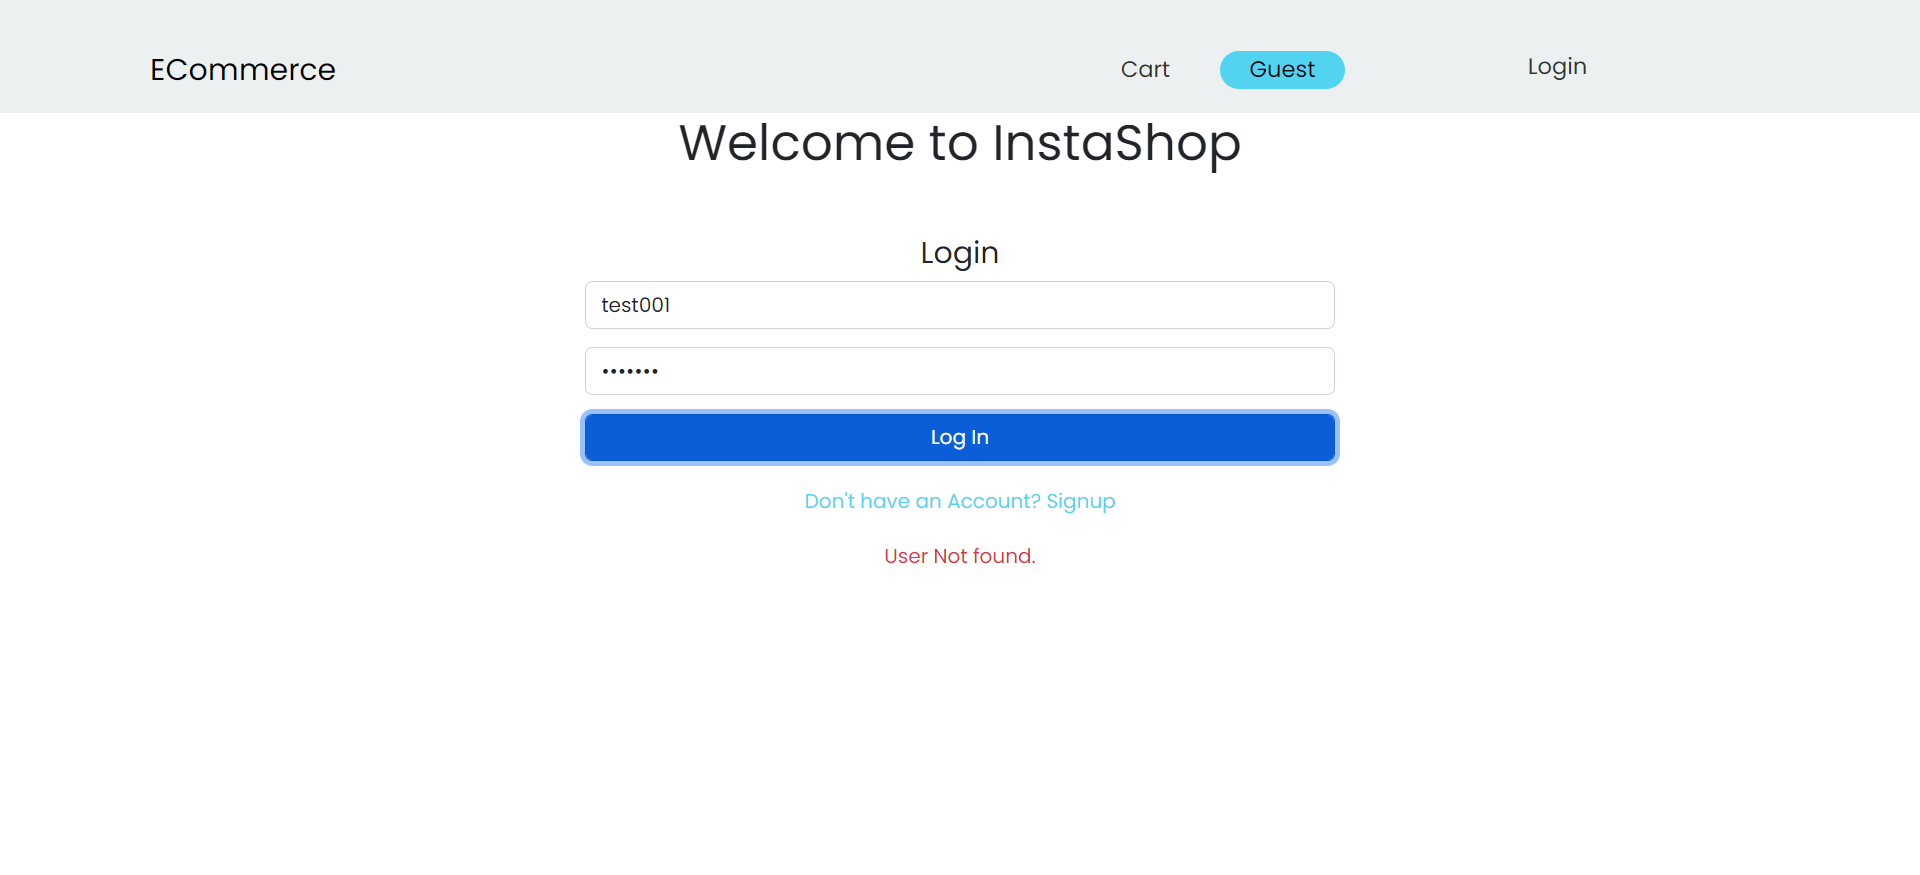 ECommerce Cart Guest Login
Welcome to InstaShop
Login
test001
•••••••
Log In
Don't have an Account? Signup
User Not found.